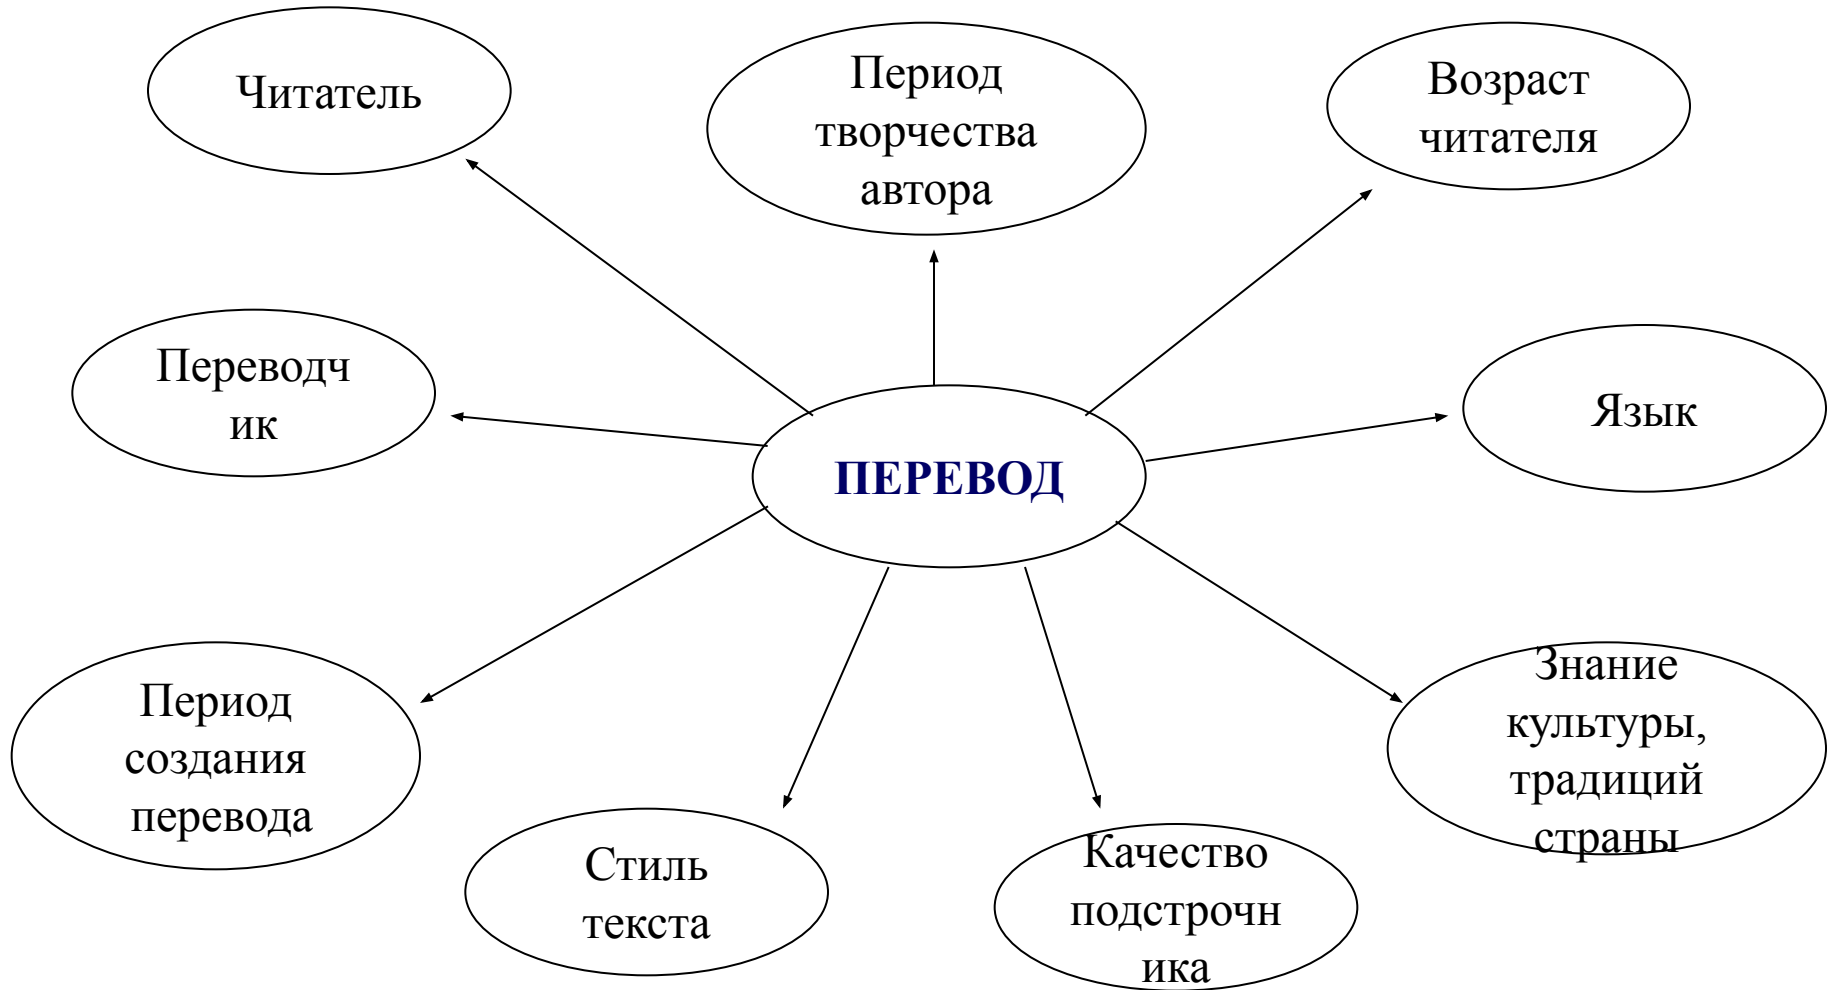 Читатель
Период
творчества
автора
Возраст
читателя
Переводч
ик
Язык
ПЕРЕВОД
Период
создания
перевода
Знание
культуры,
традиций
страны
Стиль
текста
Качество
подстрочн
ика